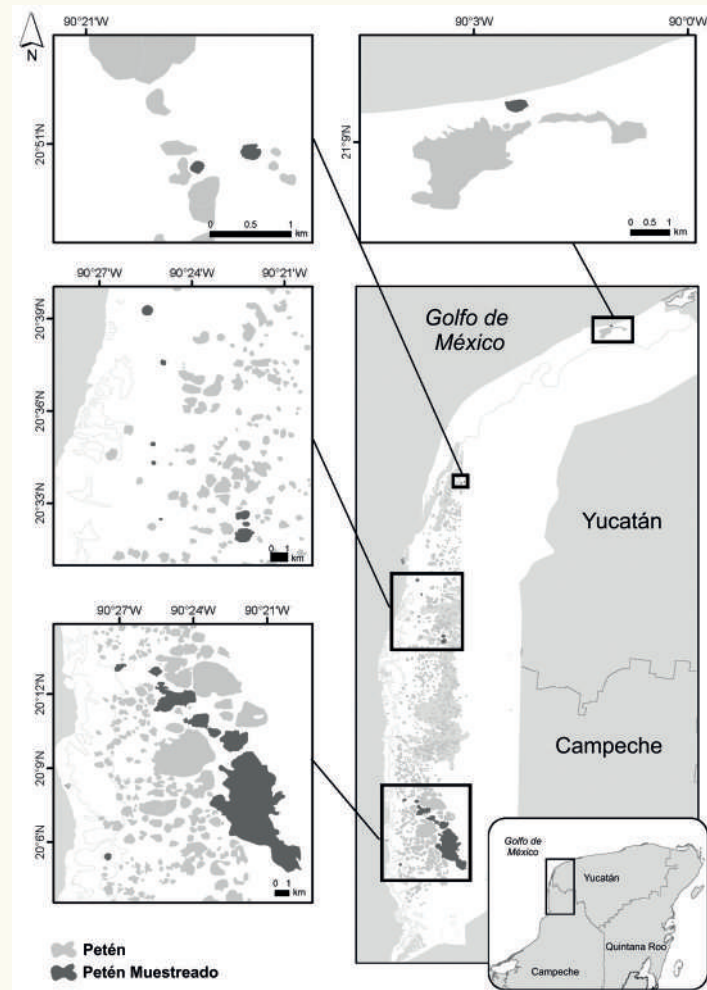 90°21'W
N
20°51'N
0 0.5 1
km
90°3'W 90°0'W
21°9'N
0 0.5 1
km
90°27'W 90°24'W 90°21'W
20°39'N
20°36'N
20°33'N
0 1
km
90°27'W 90°24'W 90°21'W
20°12'N
20°9'N
20°6'N
0 1
km
Golfo de
México
Yucatán
Campeche
Petén
Petén Muestreado
Golfo de
México
Yucatán
Quintana Roo
Campeche